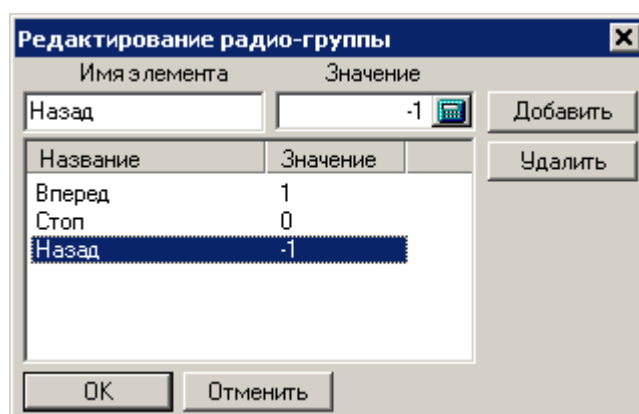 Редактирование радио-группы
Имя элемента Значение
Назад -1 Добавить
Название Значение Удалить
Вперед 1
Стоп 0
Назад -1
OK Отменить